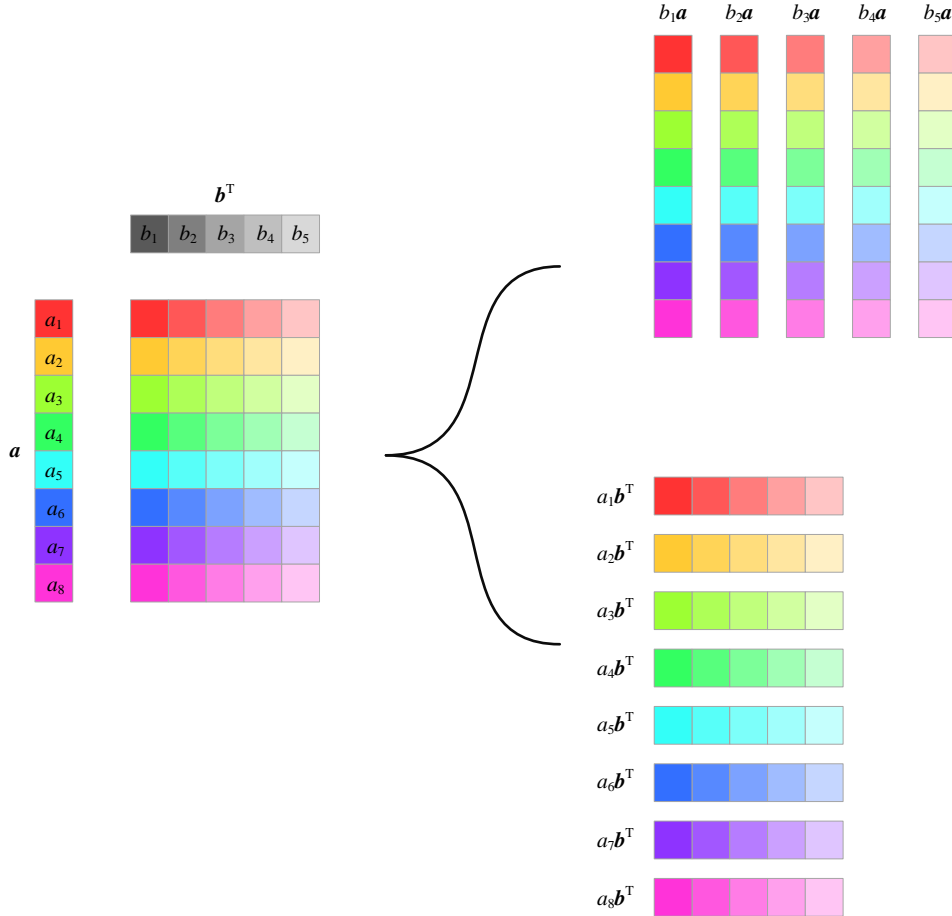 b₁a b₂a b₃a b₄a b₅a
bᵀ
b₁ b₂ b₃ b₄ b₅
a
a₁
a₂
a₃
a₄
a₅
a₆
a₇
a₈
a₁bᵀ
a₂bᵀ
a₃bᵀ
a₄bᵀ
a₅bᵀ
a₆bᵀ
a₇bᵀ
a₈bᵀ